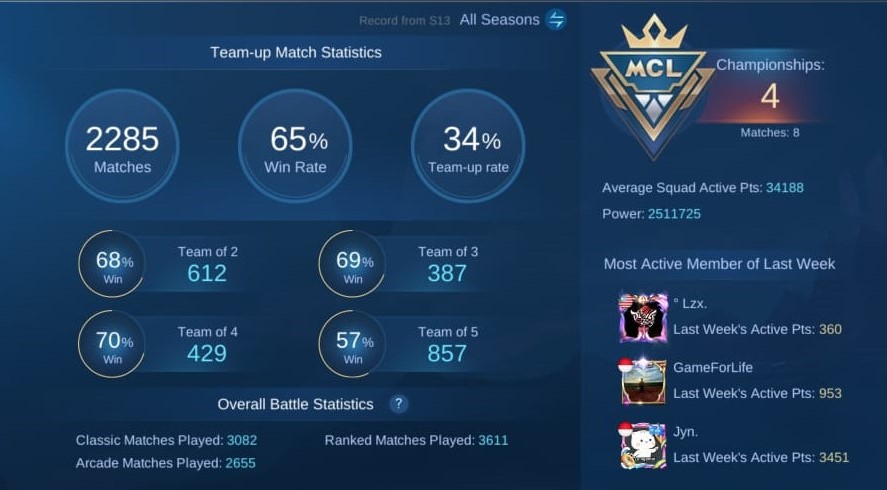 Record from S13 All Seasons
Team-up Match Statistics
2285
Matches
65%
Win Rate
34%
Team-up rate
68%
Win
Team of 2
612
69%
Win
Team of 3
387
70%
Win
Team of 4
429
57%
Win
Team of 5
857
Overall Battle Statistics ?
Classic Matches Played: 3082
Ranked Matches Played: 3611
Arcade Matches Played: 2655
MCL
Championships:
4
Matches: 8
Average Squad Active Pts: 34188
Power: 2511725
Most Active Member of Last Week
° Lzx.
Last Week's Active Pts: 360
GameForLife
Last Week's Active Pts: 953
Jyn.
Last Week's Active Pts: 3451